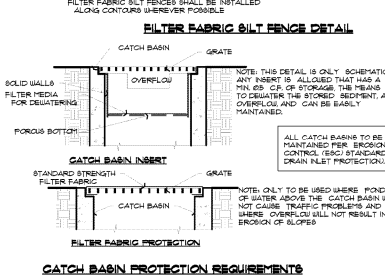 FILTER FABRIC SILT FENCES SHALL BE INSTALLED
ALONG CONTOURS WHEREVER POSSIBLE
FILTER FABRIC SILT FENCE DETAIL
CATCH BASIN
GRATE
OVERFLOW
SOLID WALLS
FILTER MEDIA
FOR DEWATERING
POROUS BOTTOM
NOTE: THIS DETAIL IS ONLY SCHEMATIC
ANY INSERT IS ALLOWED THAT HAS A
MIN. 0.5 C.F. OF STORAGE, THE MEANS
TO DEWATER THE STORED SEDIMENT, A
OVERFLOW, AND CAN BE EASILY
MAINTAINED.
CATCH BASIN INSERT
ALL CATCH BASINS TO BE
MAINTAINED PER EROSION
CONTROL (ESC) STANDARD
DRAIN INLET PROTECTION.
STANDARD STRENGTH
FILTER FABRIC
GRATE
CATCH BASIN
NOTE: ONLY TO BE USED WHERE POND
OF WATER ABOVE THE CATCH BASIN W
NOT CAUSE TRAFFIC PROBLEMS AND
WHERE OVERFLOW WILL NOT RESULT IN
EROSION OF SLOPES
FILTER FABRIC PROTECTION
CATCH BASIN PROTECTION REQUIREMENTS